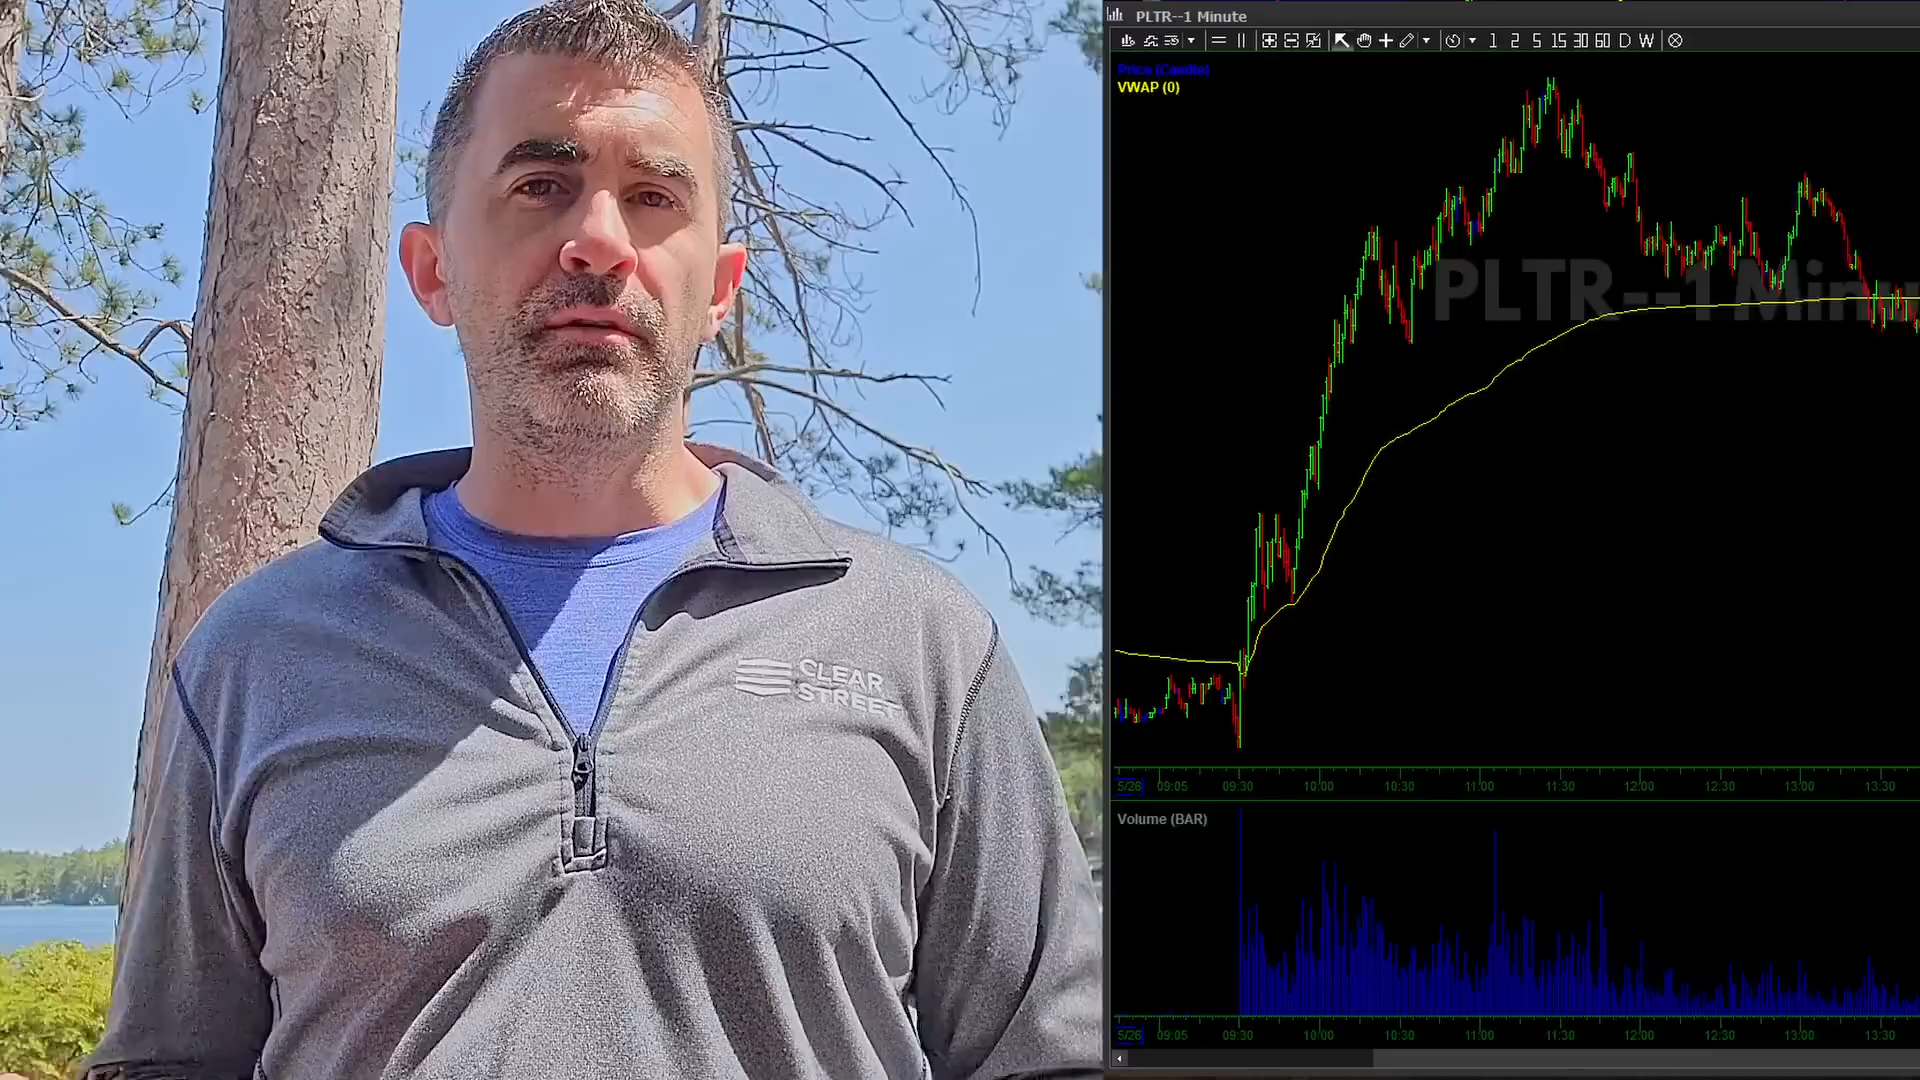 CLEAR
STREET
PLTR--1 Minute
1 2 5 15 30 60 D W
Price (Candle)
VWAP (0)
PLTR--1 Minu
5/26 09:05 09:30 10:00 10:30 11:00 11:30 12:00 12:30 13:00 13:30
Volume (BAR)
5/26 09:05 09:30 10:00 10:30 11:00 11:30 12:00 12:30 13:00 13:30